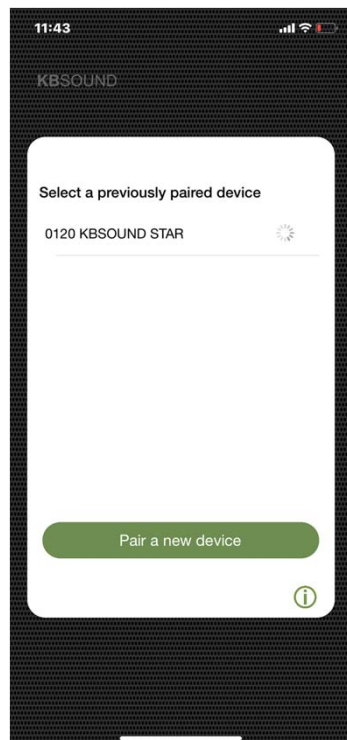 11:43
KBSOUND
Select a previously paired device
0120 KBSOUND STAR
Pair a new device